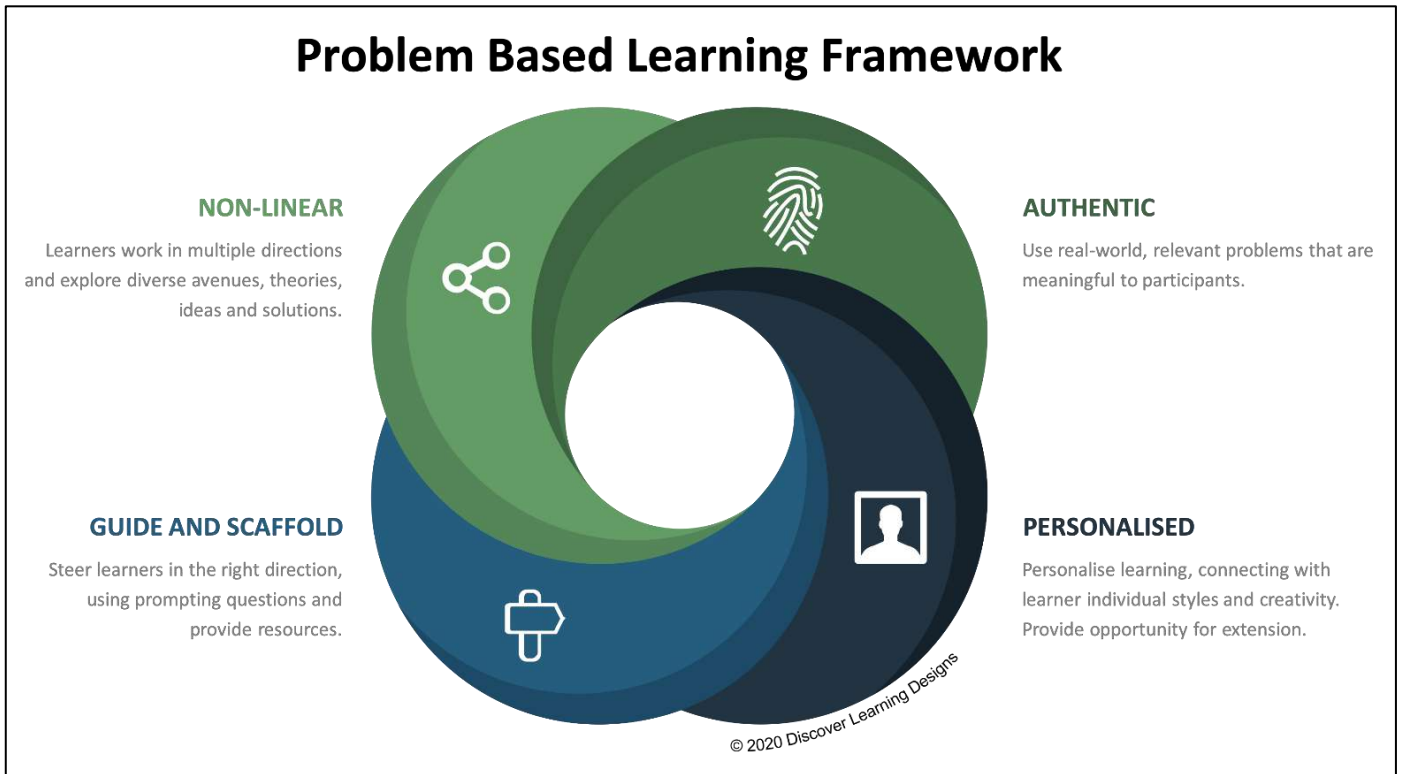 Problem Based Learning Framework
NON-LINEAR
Learners work in multiple directions
and explore diverse avenues, theories,
ideas and solutions.
AUTHENTIC
Use real-world, relevant problems that are
meaningful to participants.
GUIDE AND SCAFFOLD
Steer learners in the right direction,
using prompting questions and
provide resources.
PERSONALISED
Personalise learning, connecting with
learner individual styles and creativity.
Provide opportunity for extension.
© 2020 Discover Learning Designs